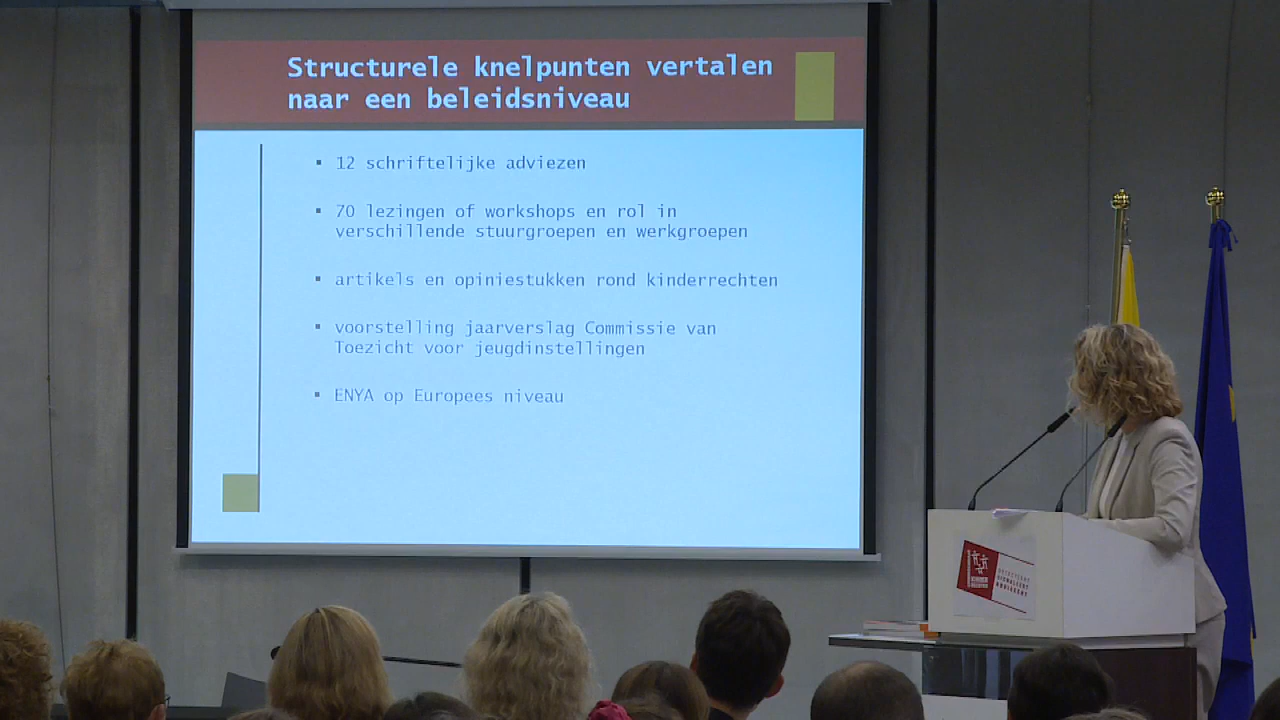 Structurele knelpunten vertalen
naar een beleidsniveau
▪ 12 schriftelijke adviezen
▪ 70 lezingen of workshops en rol in
verschillende stuurgroepen en werkgroepen
▪ artikels en opiniestukken rond kinderrechten
▪ voorstelling jaarverslag Commissie van
Toezicht voor jeugdinstellingen
▪ ENYA op Europees niveau